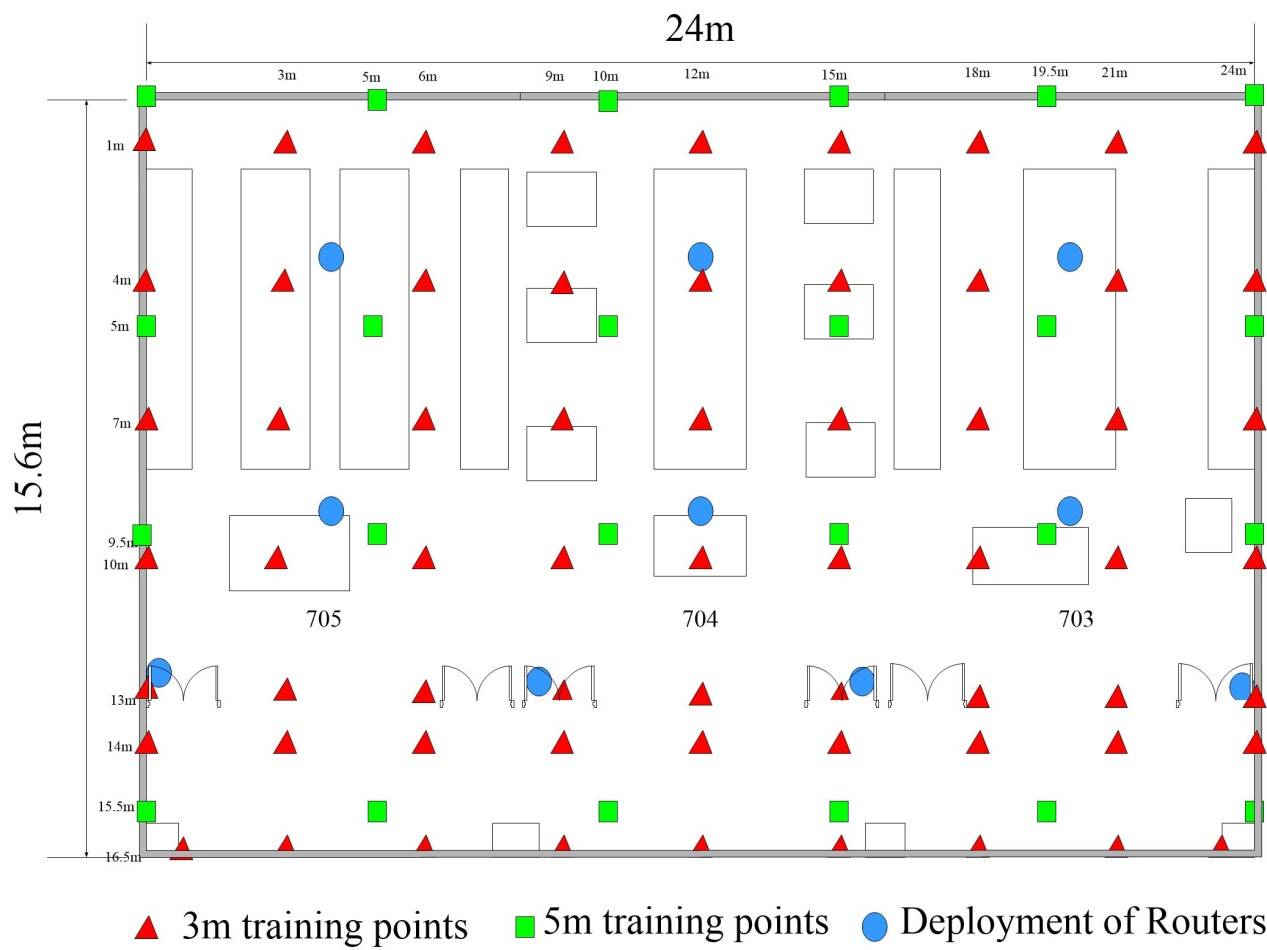 24m
3m 5m 6m 9m 10m 12m 15m 18m 19.5m 21m 24m
1m
4m
5m
7m
15.6m
9.5m
10m
705 704 703
13m
14m
15.5m
16.5m
3m training points 5m training points Deployment of Routers